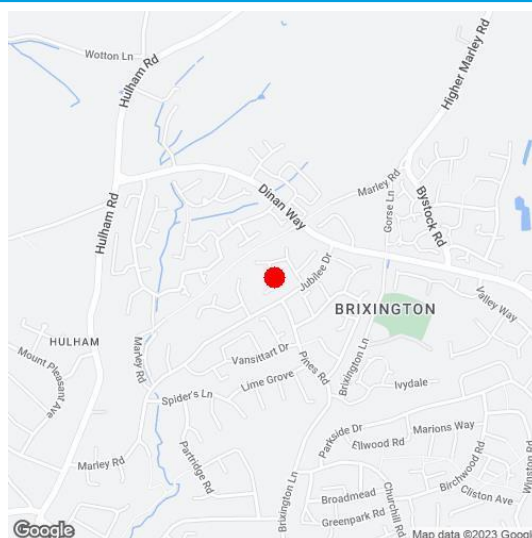 Wotton Ln
Hulham Rd
Higher Marley Rd
Dinan Way
Marley Rd
Gorse Ln
Bystock Rd
Hulham Rd
Jubilee Dr
Valley Way
BRIXINGTON
HULHAM
Mount Pleasant Ave
Marley Rd
Vansittart Dr
Pines Rd
Brixington Ln
Lime Grove
Ivydale
Spider's Ln
Parkside Dr
Marions Way
Ellwood Rd
Partridge Rd
Marley Rd
Birchwood Rd
Winston Rd
Cliston Ave
Brixington Ln
Broadmead
Churchill Rd
Greenpark Rd
Google
Map data ©2023 Google